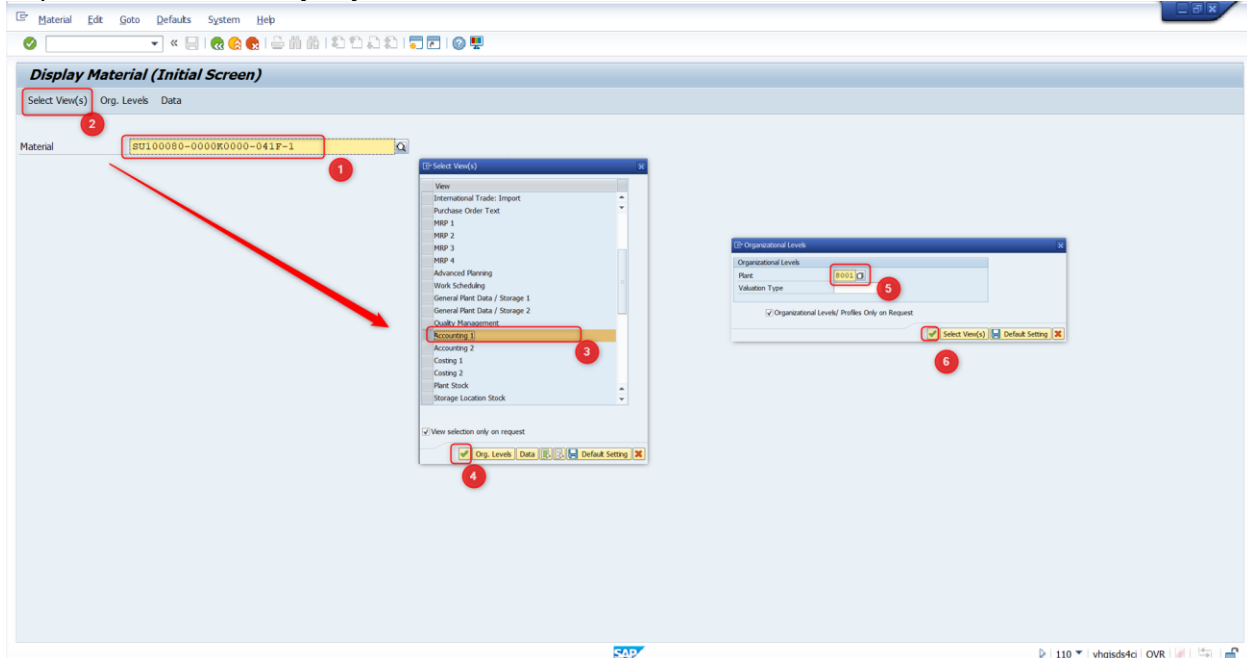 Material Edit Goto Defaults System Help
Display Material (Initial Screen)
Select View(s) Org. Levels Data
2
Material SU100080-0000K0000-041F-1
1
Select View(s)
View
International Trade: Import
Purchase Order Text
MRP 1
MRP 2
MRP 3
MRP 4
Advanced Planning
Work Scheduling
General Plant Data / Storage 1
General Plant Data / Storage 2
Quality Management
Accounting 1
3
Accounting 2
Costing 1
Costing 2
Plant Stock
Storage Location Stock
View selection only on request
Org. Levels Data Default Setting
4
Organizational Levels
Organizational Levels
Plant 8001
5
Valuation Type
Organizational Levels/ Profiles Only on Request
Select View(s) Default Setting
6
SAP 110 vhgisds4ci OVR